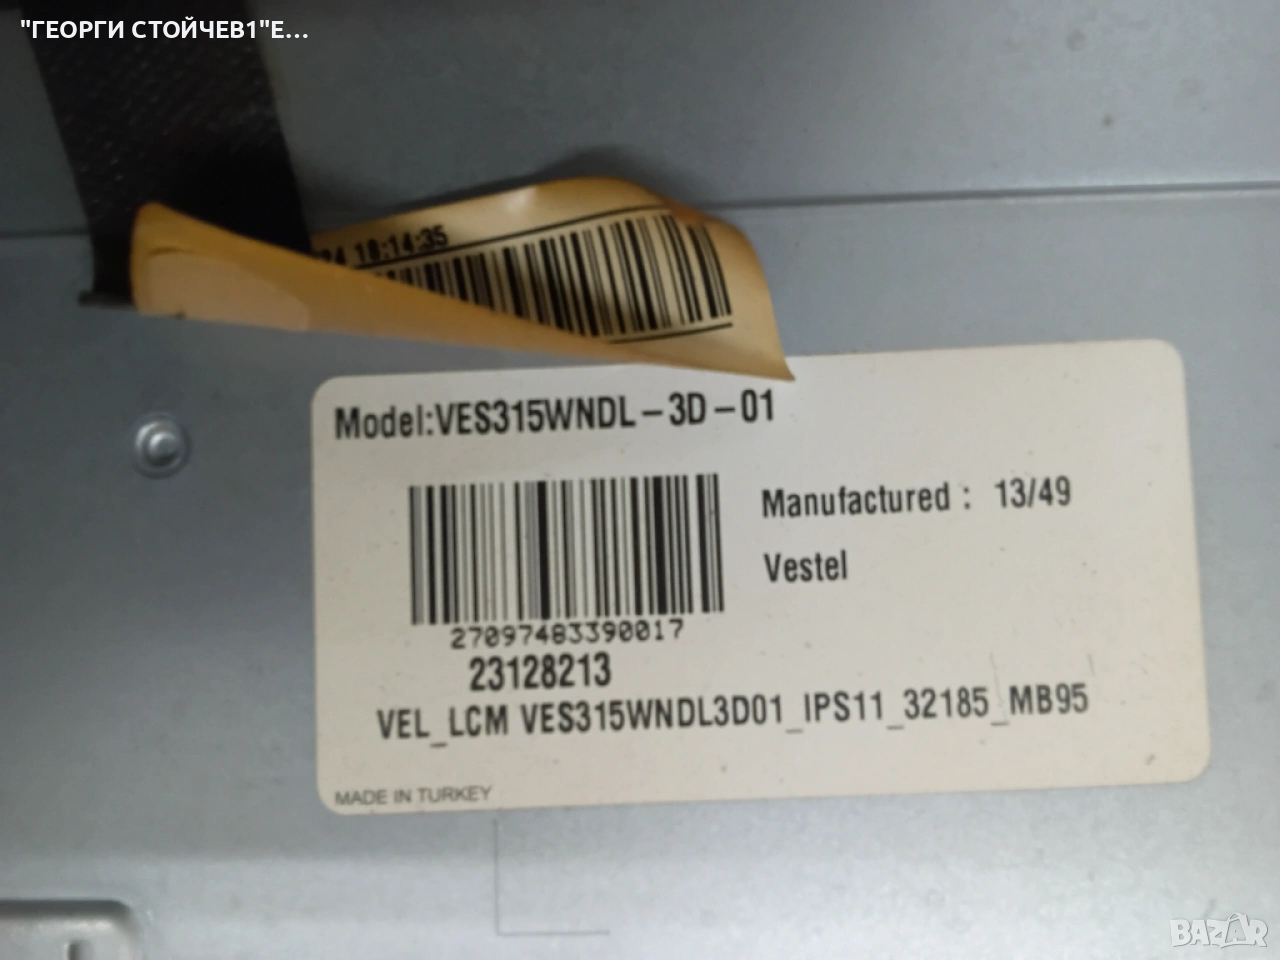 "ГЕОРГИ СТОЙЧЕВ1"Е...
18:14:35
Model:VES315WNDL-3D-01
Manufactured : 13/49
Vestel
27097483390017
23128213
VEL_LCM VES315WNDL3D01_IPS11_32185_MB95
MADE IN TURKEY
BAZAR